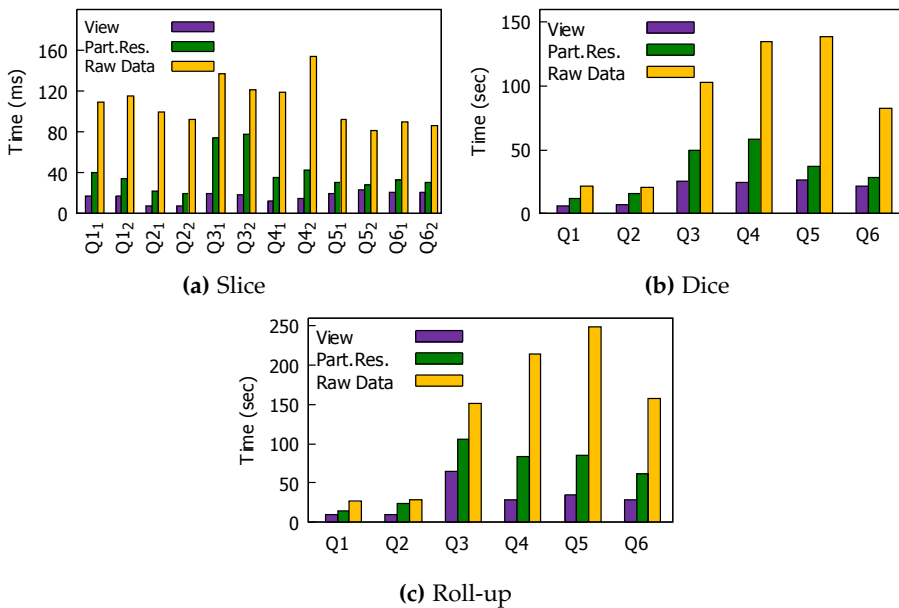 View
Part.Res.
Raw Data
Time (ms)
160
120
80
40
0
Q1₁ Q1₂ Q2₁ Q2₂ Q3₁ Q3₂ Q4₁ Q4₂ Q5₁ Q5₂ Q6₁ Q6₂
(a) Slice
View
Part.Res.
Raw Data
Time (sec)
150
100
50
0
Q1 Q2 Q3 Q4 Q5 Q6
(b) Dice
View
Part.Res.
Raw Data
Time (sec)
250
200
150
100
50
0
Q1 Q2 Q3 Q4 Q5 Q6
(c) Roll-up